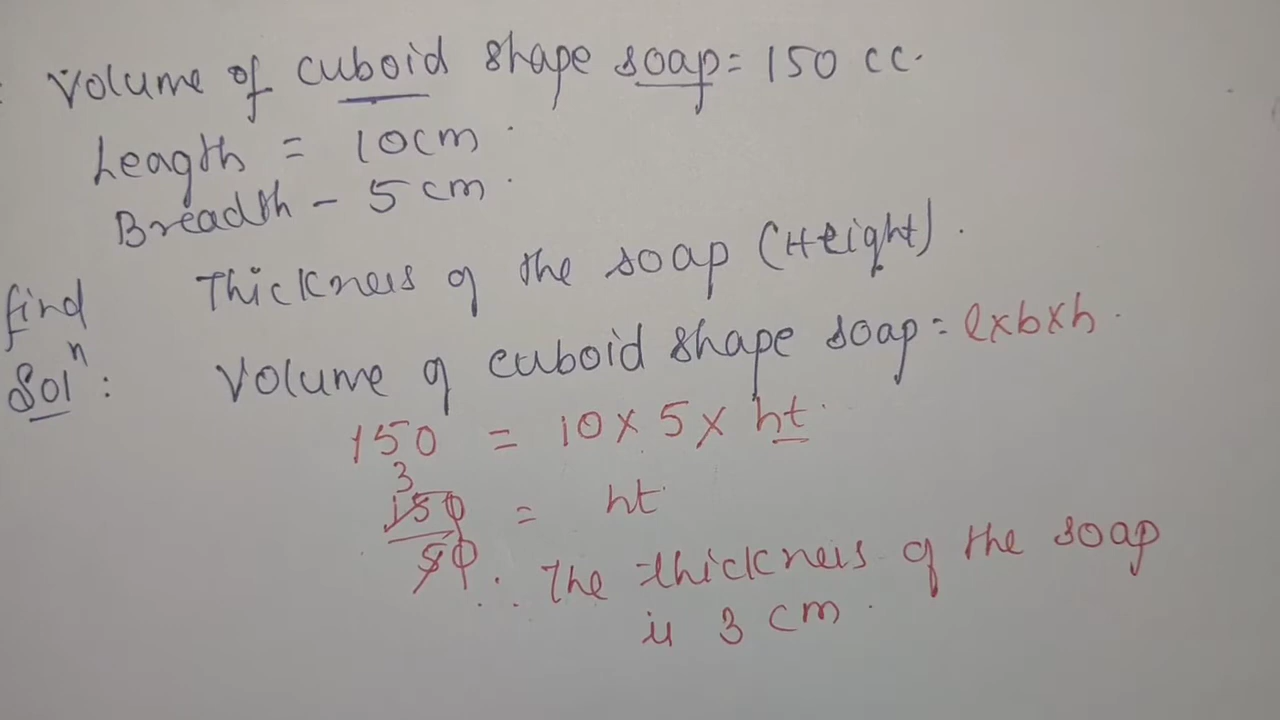 Volume of cuboid shape soap = 150 cc.
Length = 10cm.
Breadth - 5 cm.
find Thickness of the soap (Height).
Solⁿ: Volume of cuboid shape soap = l×b×h.
150 = 10 × 5 × ht.
3
150 = ht.
50
∴ The thickness of the soap
is 3 cm.